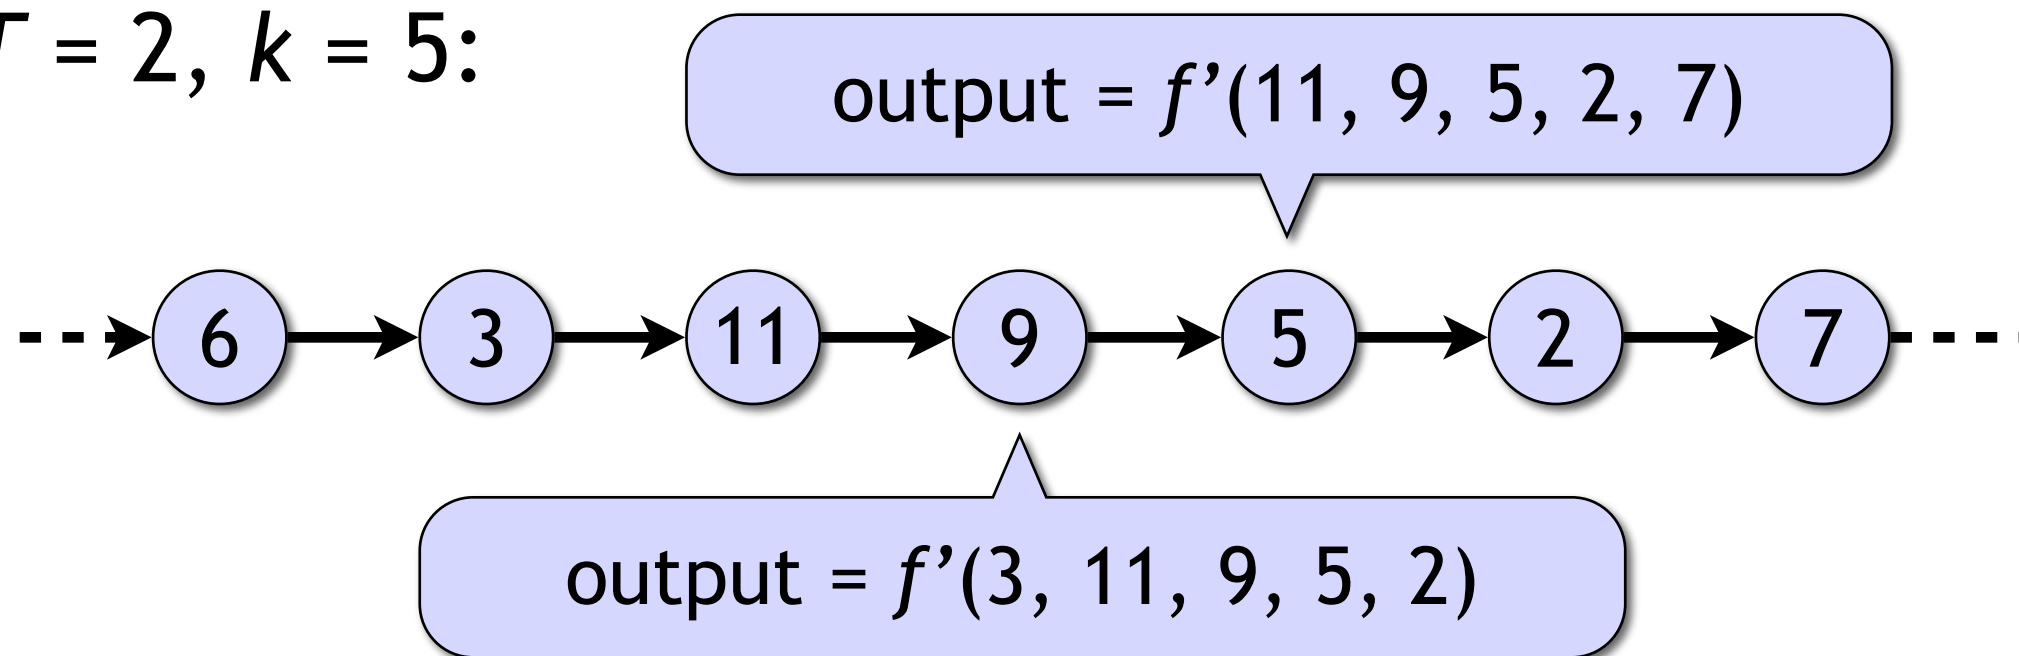 T = 2, k = 5:
output = f’(11, 9, 5, 2, 7)
6 3 11 9 5 2 7
output = f’(3, 11, 9, 5, 2)